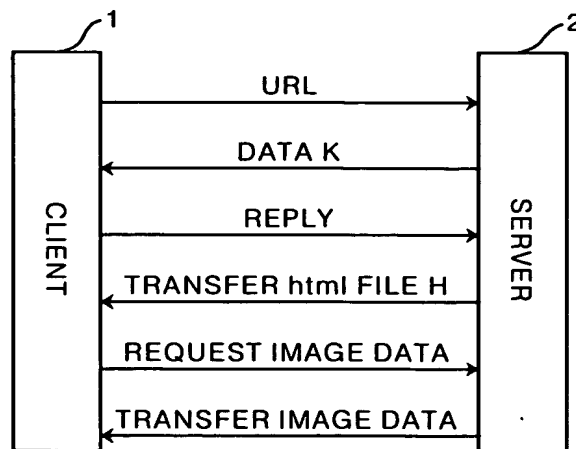 1
2
URL
DATA K
REPLY
TRANSFER html FILE H
REQUEST IMAGE DATA
TRANSFER IMAGE DATA
CLIENT
SERVER